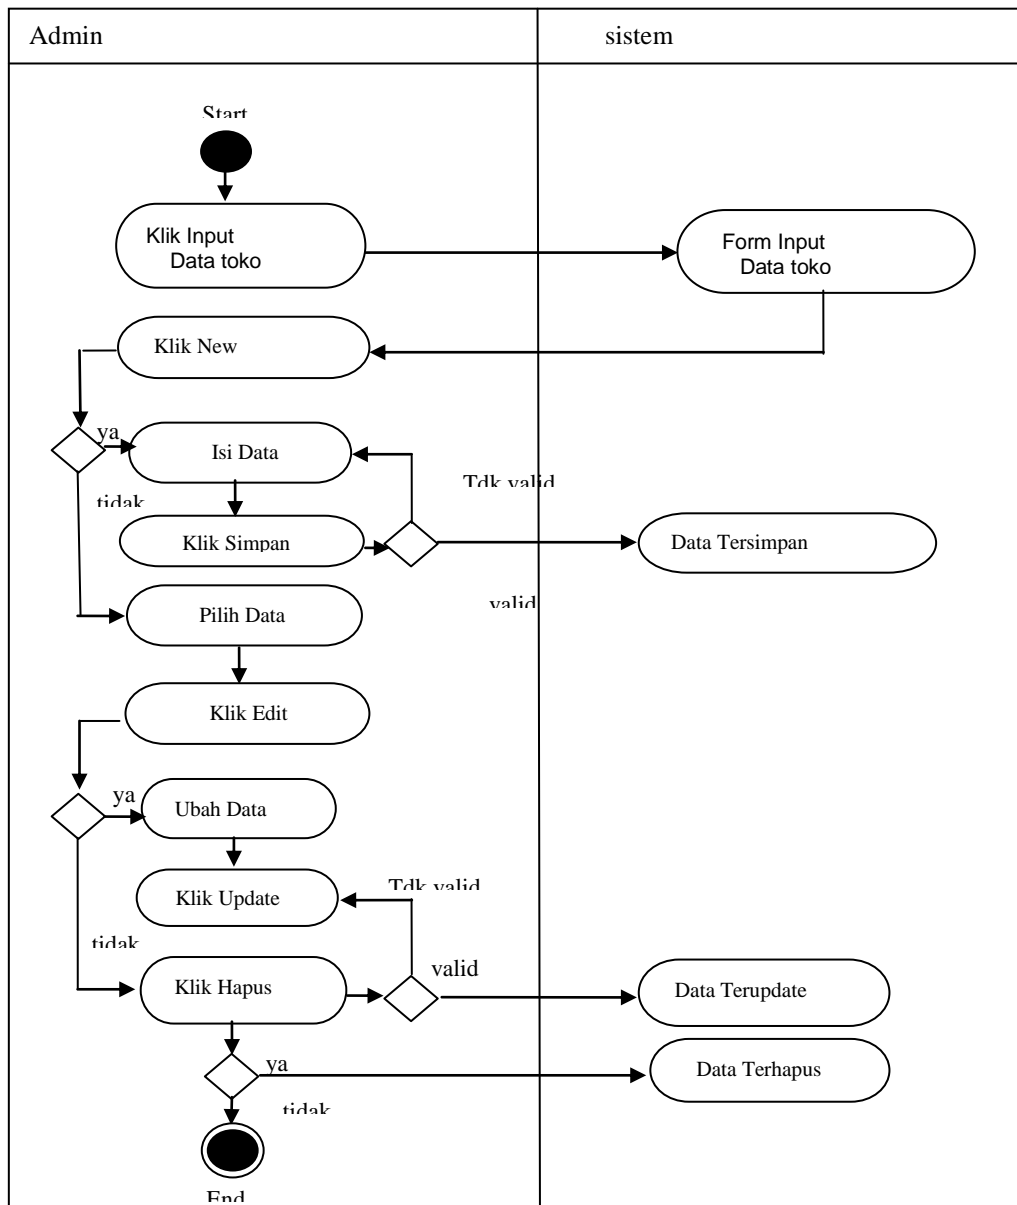 Admin
sistem
Start
Klik Input
Data toko
Form Input
Data toko
Klik New
ya
Isi Data
Tdk valid
tidak
Klik Simpan
Data Tersimpan
valid
Pilih Data
Klik Edit
ya
Ubah Data
Tdk valid
Klik Update
tidak
valid
Klik Hapus
Data Terupdate
ya
Data Terhapus
tidak
End